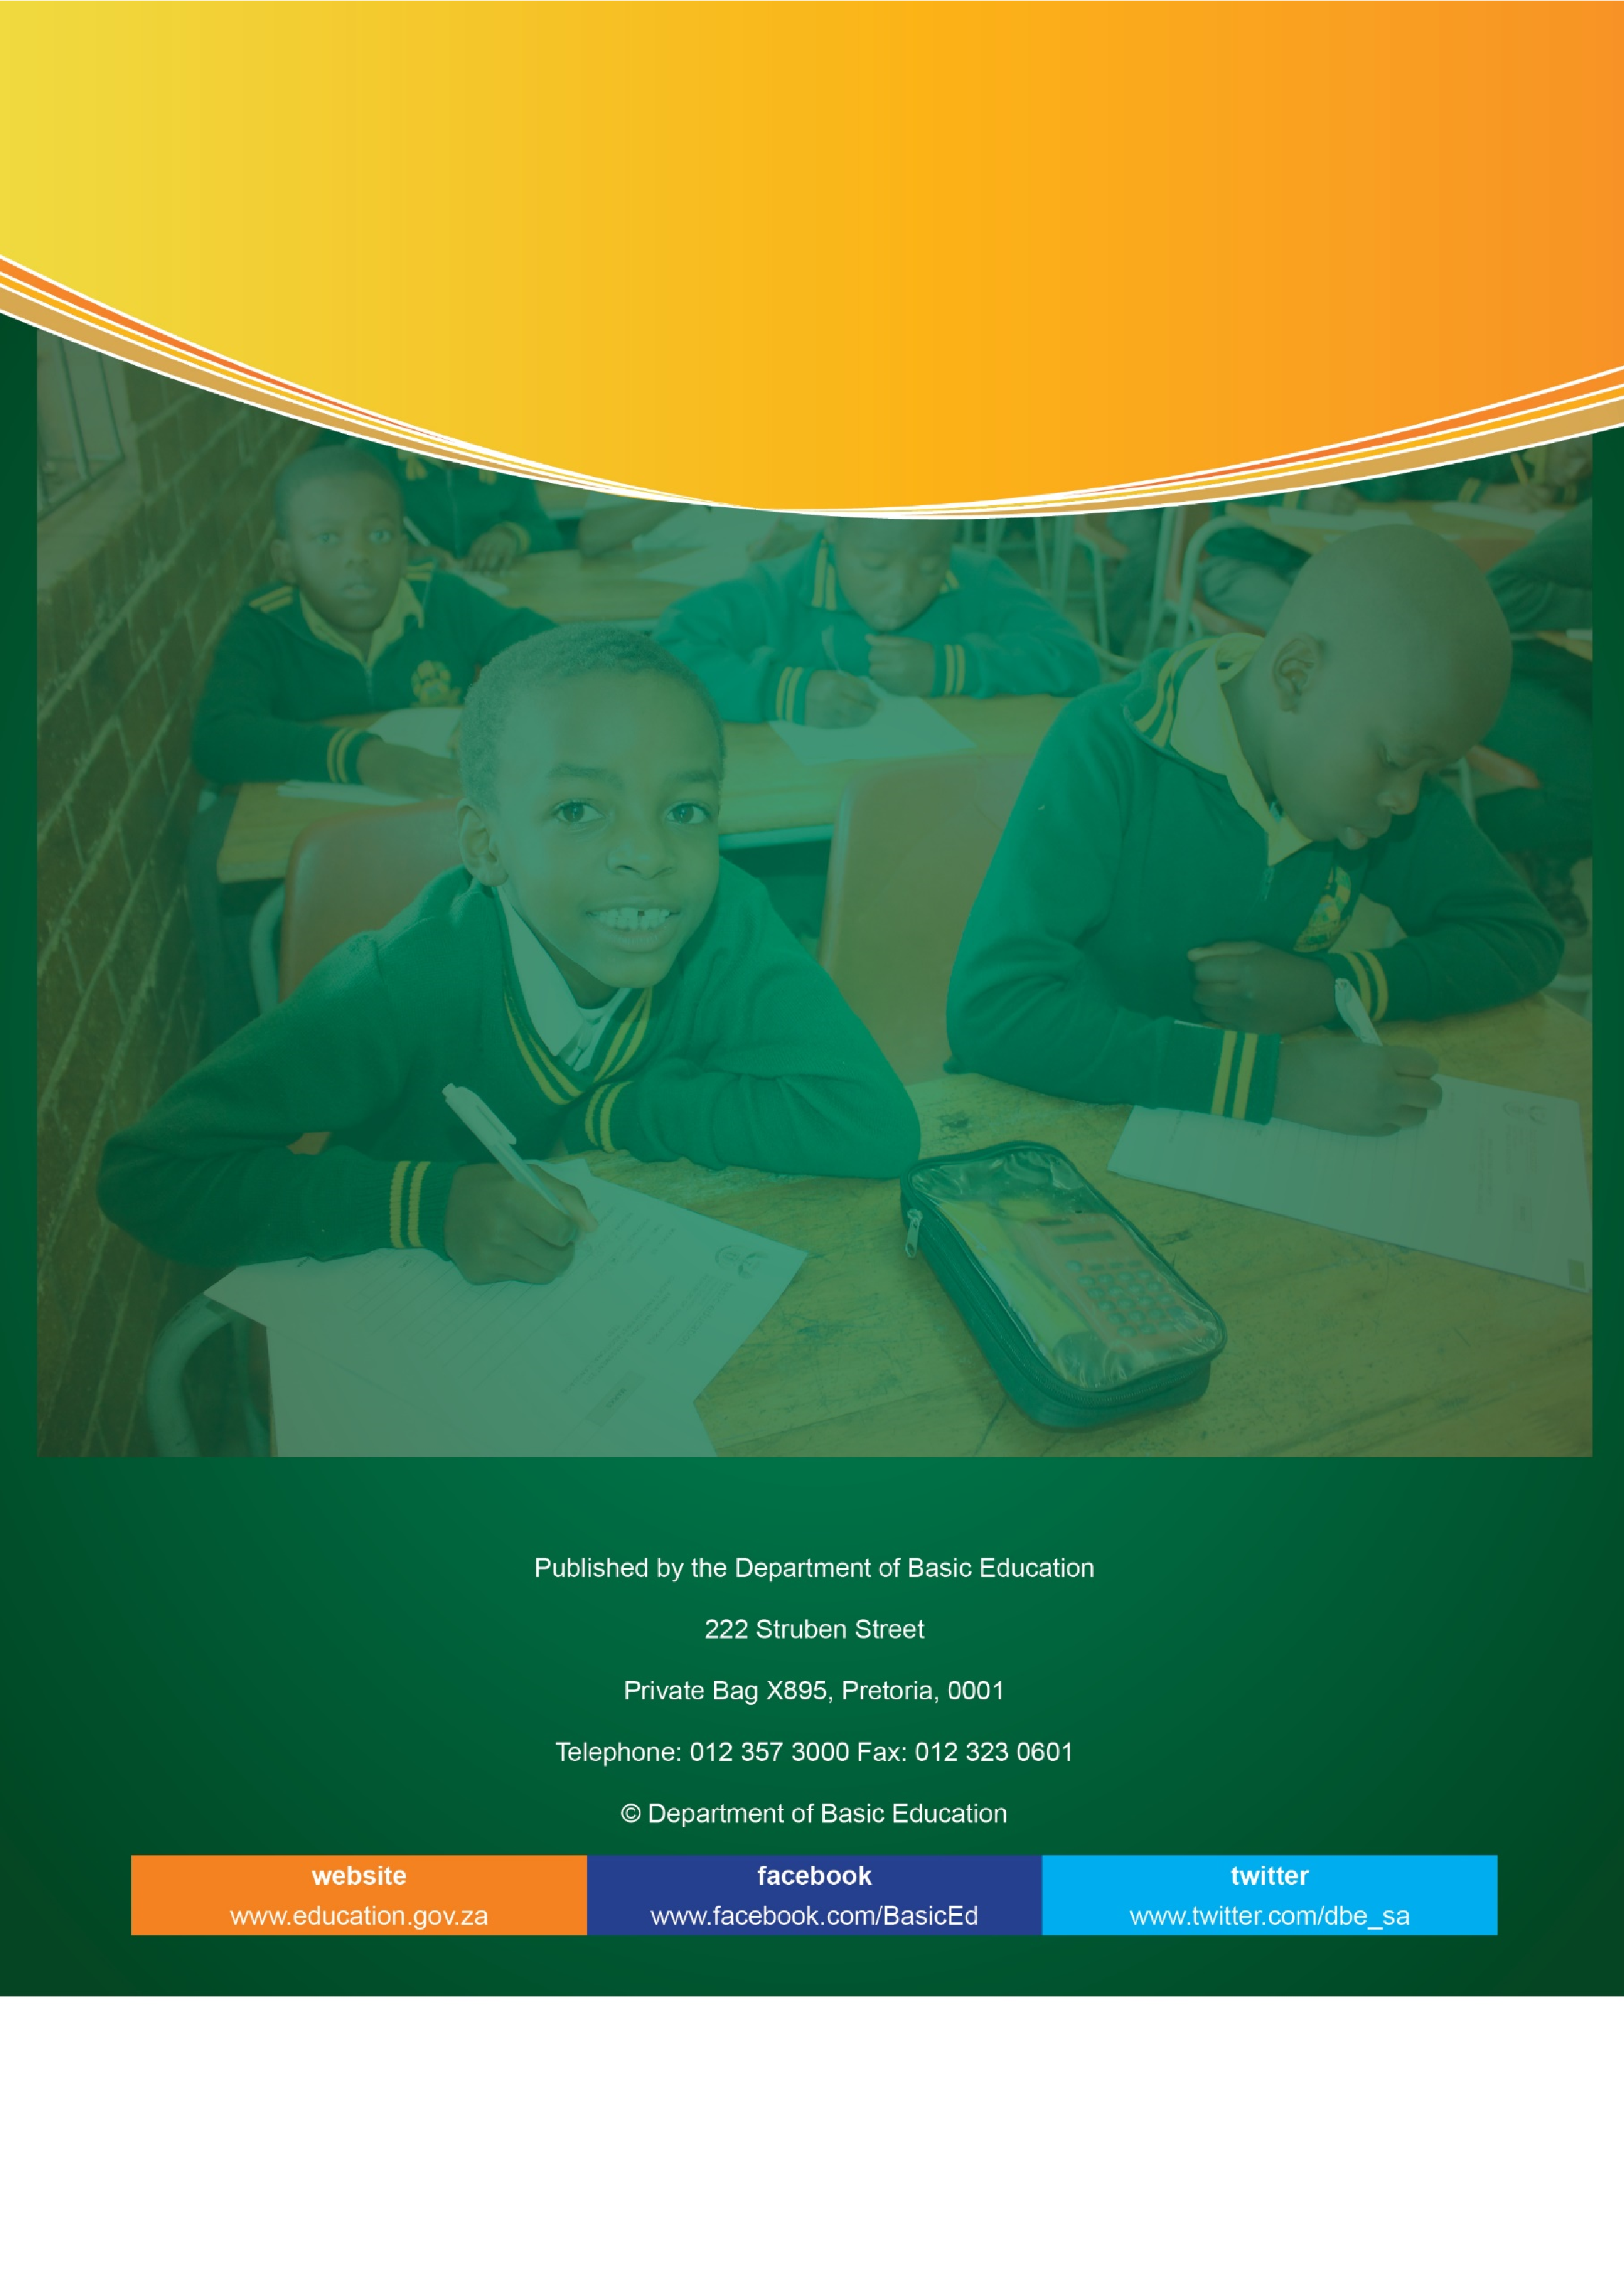 Published by the Department of Basic Education
222 Struben Street
Private Bag X895, Pretoria, 0001
Telephone: 012 357 3000 Fax: 012 323 0601
© Department of Basic Education
website
www.education.gov.za
facebook
www.facebook.com/BasicEd
twitter
www.twitter.com/dbe_sa